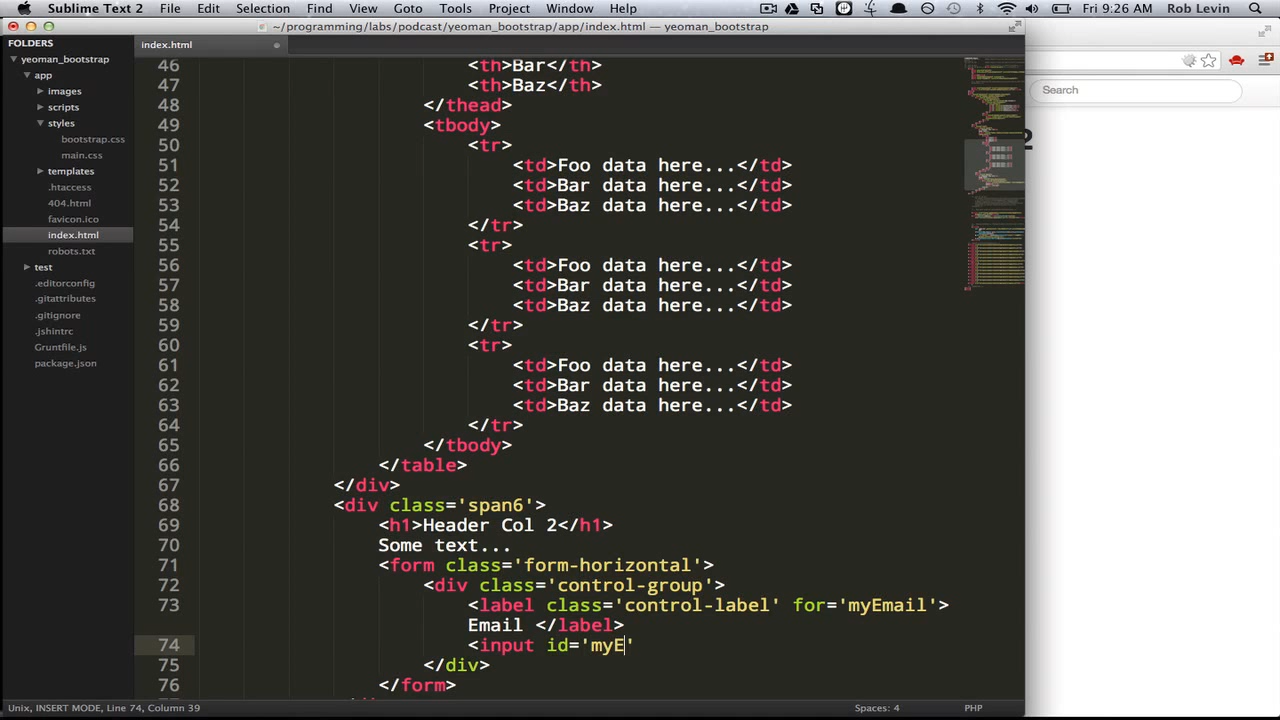 Sublime Text 2 File Edit Selection Find View Goto Tools Project Window Help Fri 9:26 AM Rob Levin
~/programming/labs/podcast/yeoman_bootstrap/app/index.html — yeoman_bootstrap
FOLDERS
yeoman_bootstrap
app
images
scripts
styles
bootstrap.css
main.css
templates
.htaccess
404.html
favicon.ico
index.html
robots.txt
test
.editorconfig
.gitattributes
.gitignore
.jshintrc
Gruntfile.js
package.json
index.html
46 <th>Bar</th>
47 <th>Baz</th>
48 </thead>
49 <tbody>
50 <tr>
51 <td>Foo data here...</td>
52 <td>Bar data here...</td>
53 <td>Baz data here...</td>
54 </tr>
55 <tr>
56 <td>Foo data here...</td>
57 <td>Bar data here...</td>
58 <td>Baz data here...</td>
59 </tr>
60 <tr>
61 <td>Foo data here...</td>
62 <td>Bar data here...</td>
63 <td>Baz data here...</td>
64 </tr>
65 </tbody>
66 </table>
67 </div>
68 <div class='span6'>
69 <h1>Header Col 2</h1>
70 Some text...
71 <form class='form-horizontal'>
72 <div class='control-group'>
73 <label class='control-label' for='myEmail'>
Email </label>
74 <input id='myE'
75 </div>
76 </form>
Search
2
Unix, INSERT MODE, Line 74, Column 39 Spaces: 4 PHP